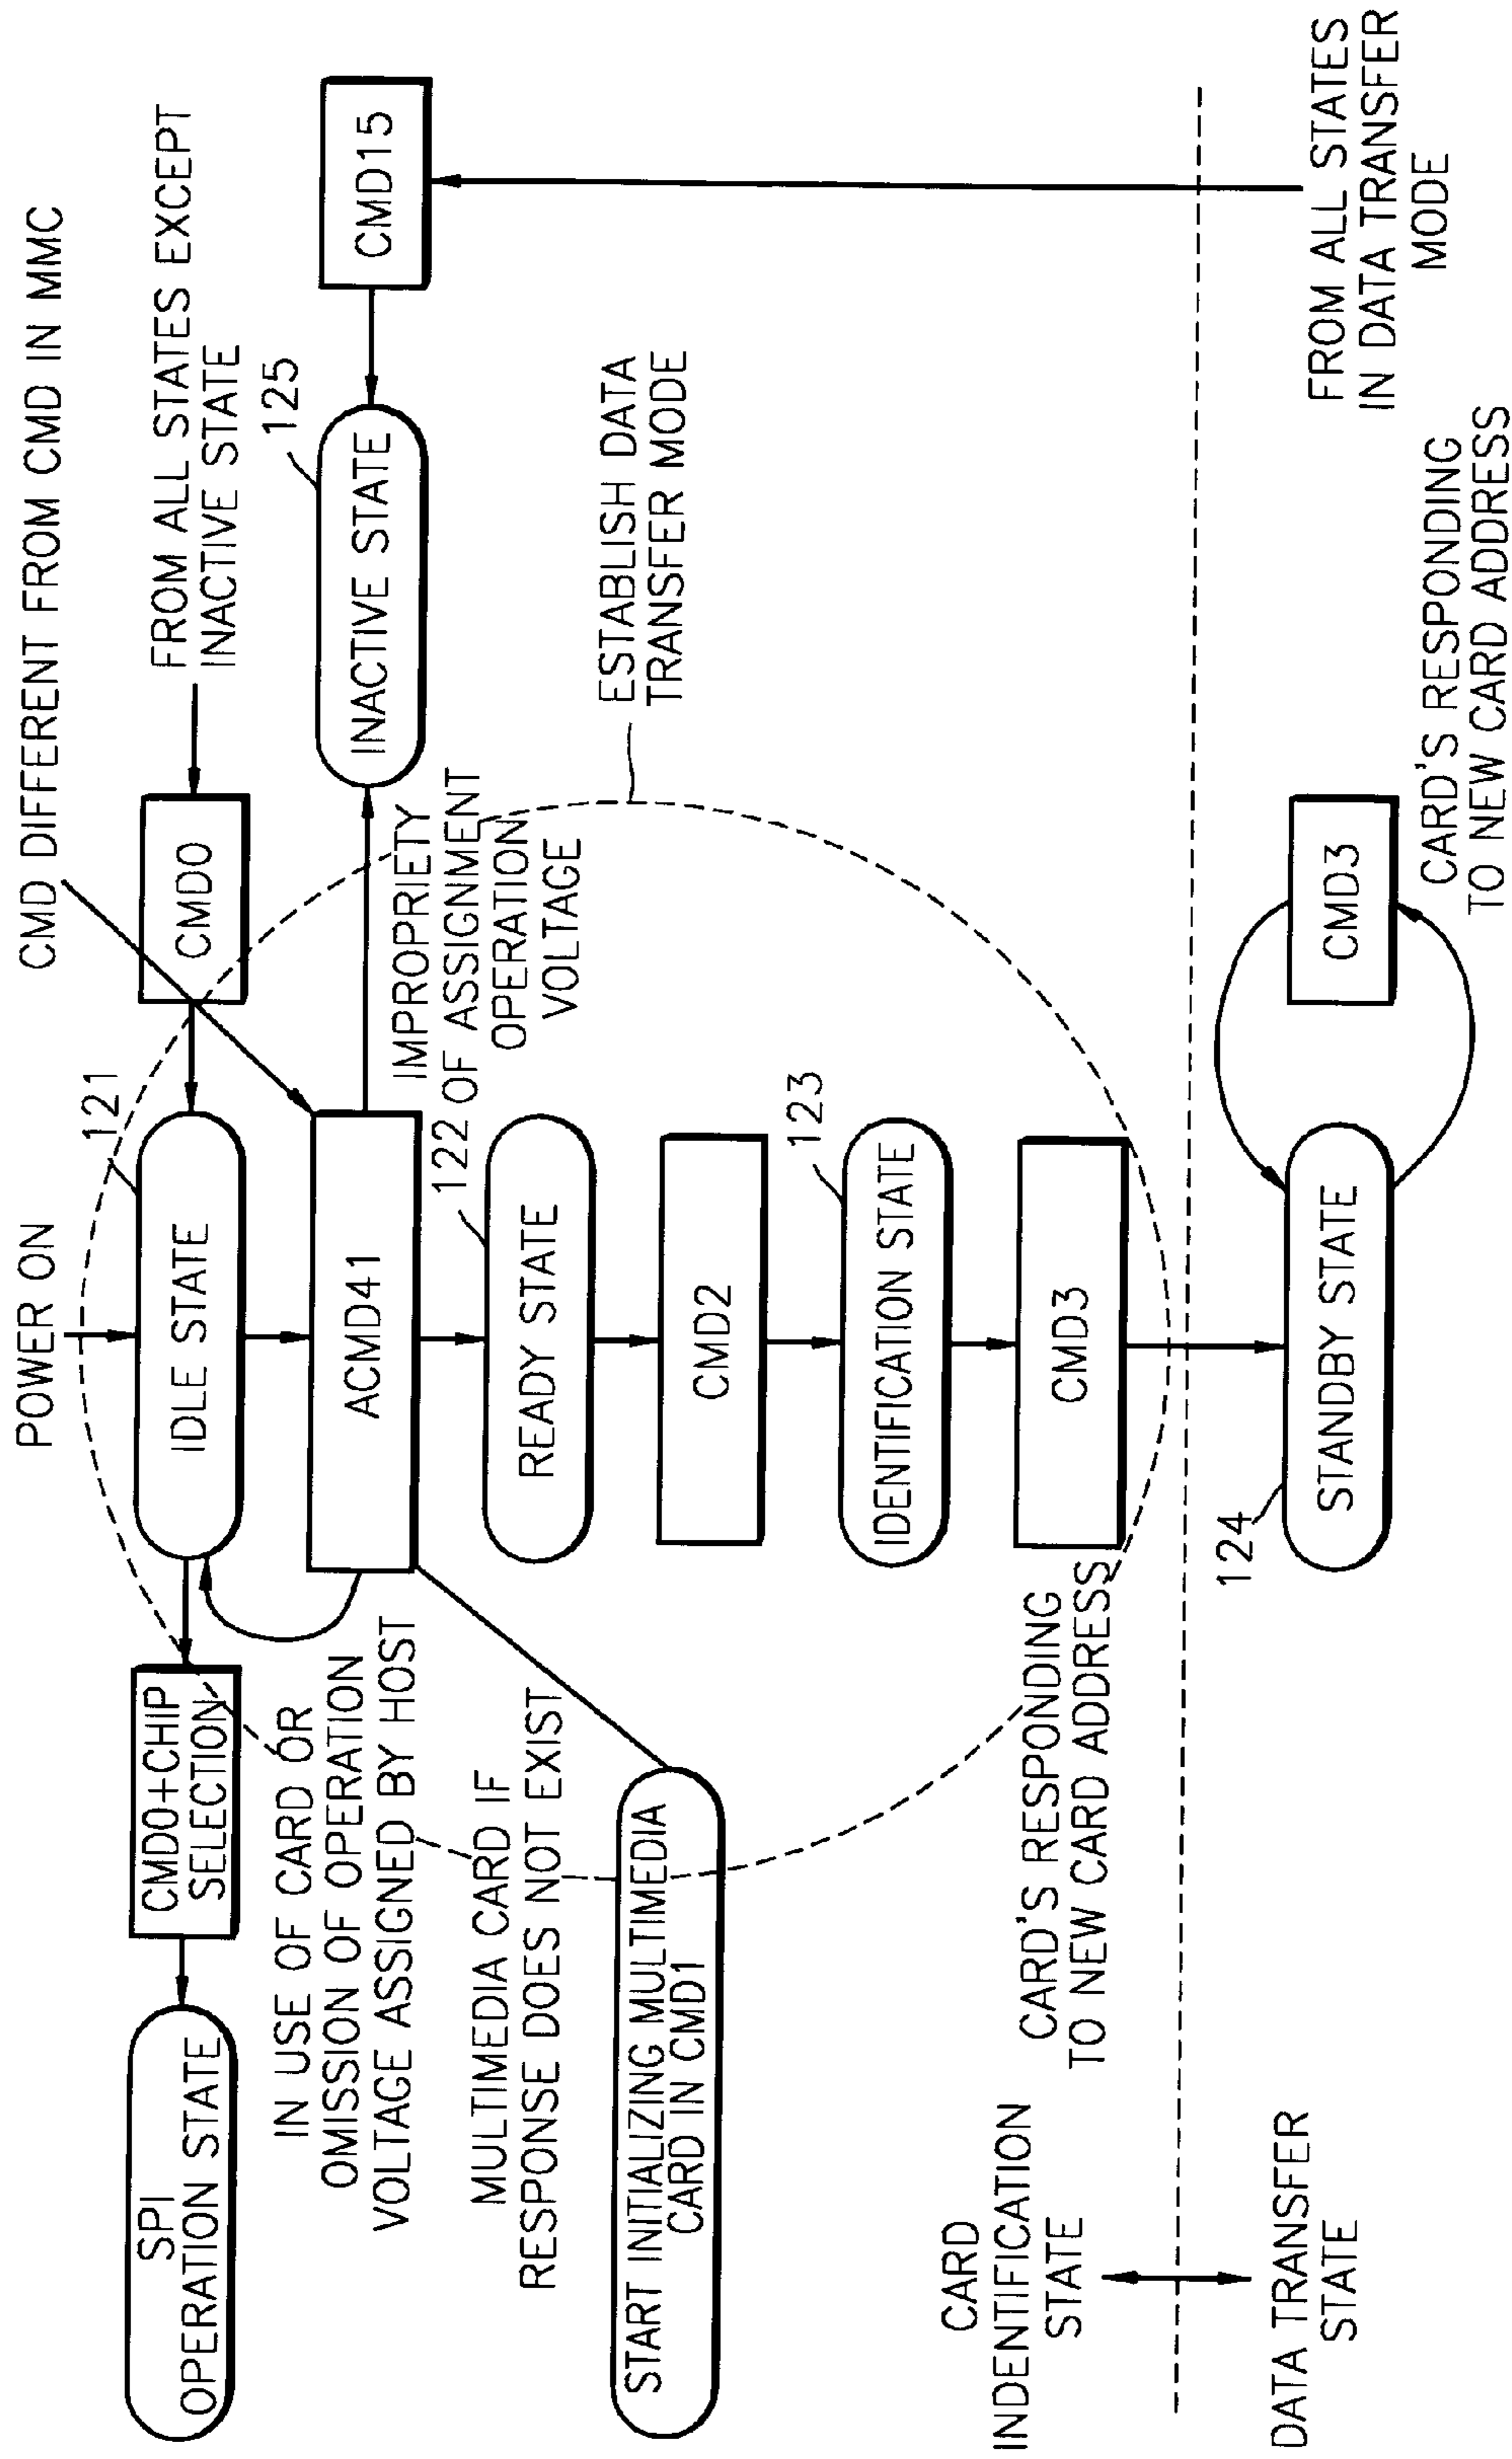 POWER ON
CMD DIFFERENT FROM CMD IN MMC
SPI
OPERATION STATE
CMD0+CHIP
SELECTION
IDLE STATE
121
CMD0
FROM ALL STATES EXCEPT
INACTIVE STATE
IN USE OF CARD OR
OMISSION OF OPERATION
VOLTAGE ASSIGNED BY HOST
ACMD41
INACTIVE STATE
125
CMD15
IMPROPRIETY
OF ASSIGNMENT
OPERATION
VOLTAGE
MULTIMEDIA CARD IF
RESPONSE DOES NOT EXIST
122
READY STATE
START INITIALIZING MULTIMEDIA
CARD IN CMD1
CMD2
ESTABLISH DATA
TRANSFER MODE
123
IDENTIFICATION STATE
CARD'S RESPONDING
TO NEW CARD ADDRESS
CMD3
CARD
INDENTIFICATION
STATE
DATA TRANSFER
STATE
124
STANDBY STATE
CMD3
CARD'S RESPONDING
TO NEW CARD ADDRESS
FROM ALL STATES
IN DATA TRANSFER
MODE